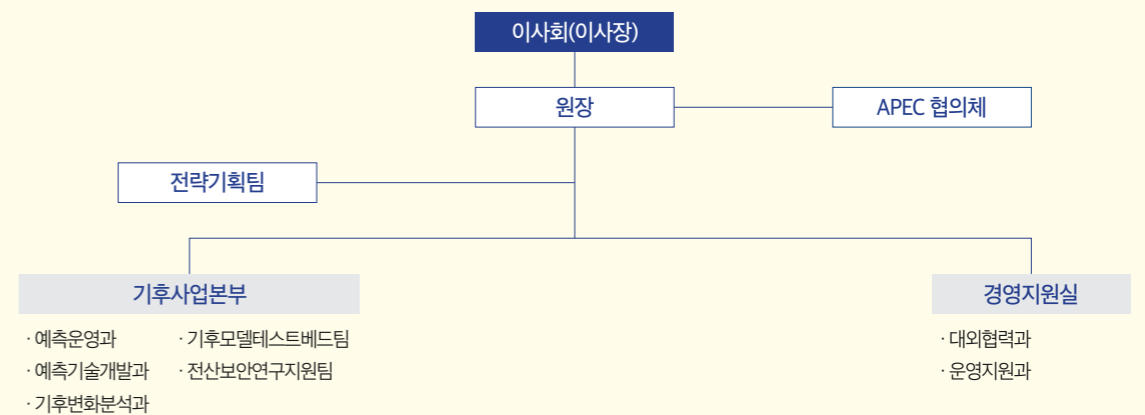 이사회(이사장)
원장
APEC 협의체
전략기획팀
기후사업본부
· 예측운영과
· 예측기술개발과
· 기후변화분석과
· 기후모델테스트베드팀
· 전산보안연구지원팀
경영지원실
· 대외협력과
· 운영지원과